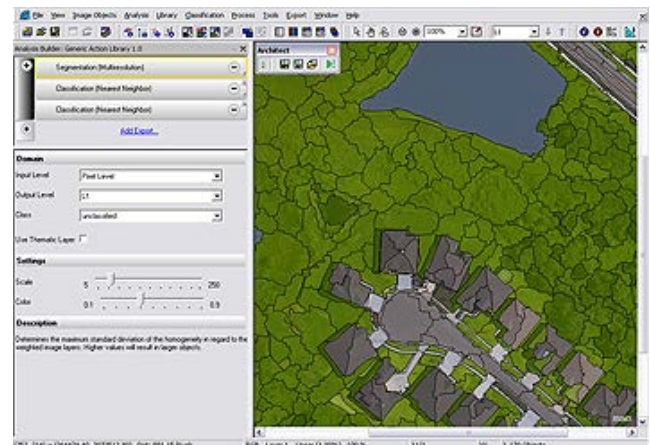 File View Image Objects Analysis Library Classification Process Tools Export Window Help
100%
L1
Analysis Builder: Generic Action Library 1.0
Architect
Segmentation (Multiresolution)
Classification (Nearest Neighbor)
Classification (Nearest Neighbor)
Add Export...
Domain
Input Level Pixel Level
Output Level L1
Class unclassified
Use Thematic Layer
Settings
Scale 5 250
Color 0.1 0.9
Description
Determines the maximum standard deviation of the homogeneity in regard to the
weighted image layers. Higher values will result in larger objects.